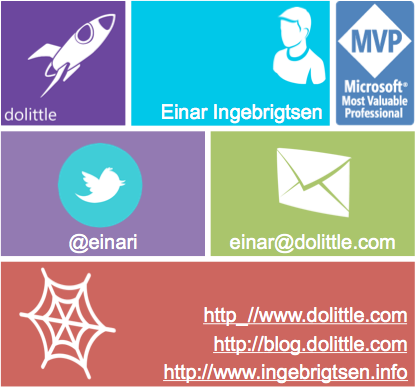 dolittle
Einar Ingebrigtsen
MVP
Microsoft®
Most Valuable
Professional
@einari
einar@dolittle.com
http_//www.dolittle.com
http://blog.dolittle.com
http://www.ingebrigtsen.info